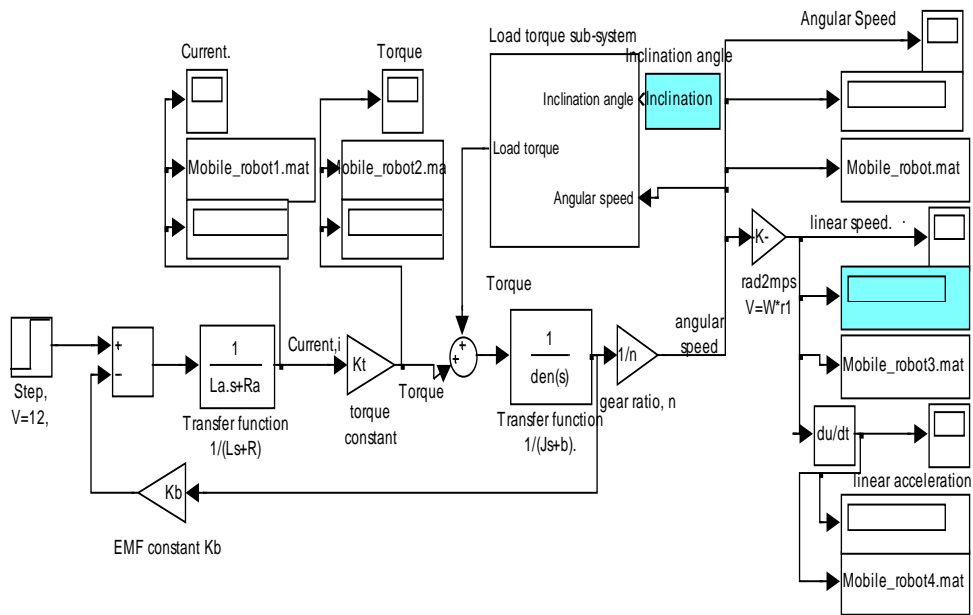 Angular Speed
Load torque sub-system
Current.
Torque
Inclination angle
Inclination angle
Inclination
Load torque
Angular speed
Mobile_robot1.mat
Mobile_robot2.ma
Mobile_robot.mat
K-
linear speed.
rad2mps
V=W*r1
Mobile_robot3.mat
Torque
angular
speed
Step,
V=12,
+
−
1
La.s+Ra
Transfer function
1/(Ls+R)
Current,i
Kt
torque
constant
Torque
+
+
1
den(s)
Transfer function
1/(Js+b).
1/n
gear ratio, n
du/dt
linear acceleration
Mobile_robot4.mat
Kb
EMF constant Kb